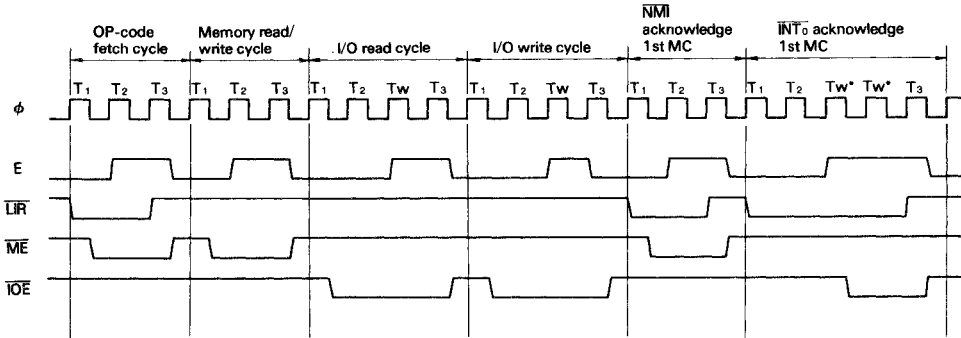 OP-code
fetch cycle
Memory read/
write cycle
I/O read cycle
I/O write cycle
NMI
acknowledge
1st MC
INT₀ acknowledge
1st MC
T₁ T₂ T₃ T₁ T₂ T₃ T₁ T₂ Tw T₃ T₁ T₂ Tw T₃ T₁ T₂ T₃ T₁ T₂ Tw* Tw* T₃
φ
E
LIR
ME
IOE